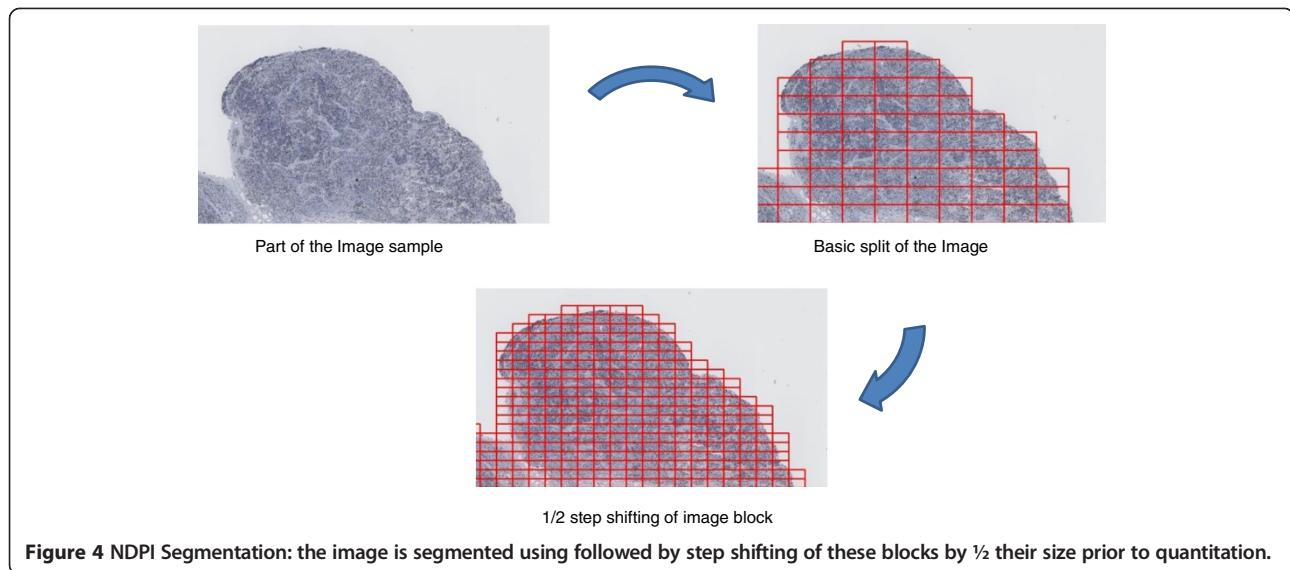 Part of the Image sample
Basic split of the Image
1/2 step shifting of image block
Figure 4 NDPI Segmentation: the image is segmented using followed by step shifting of these blocks by ½ their size prior to quantitation.